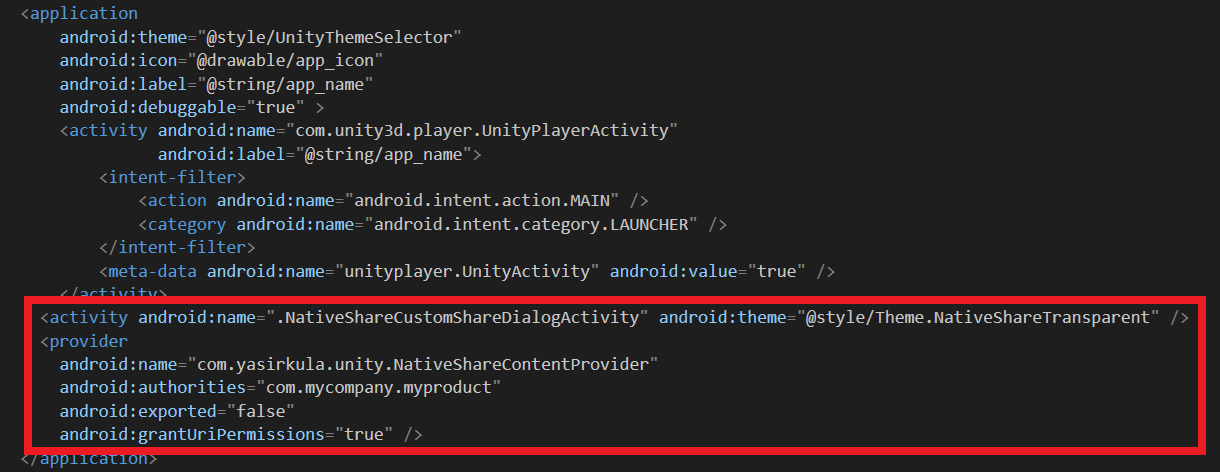 <application
android:theme="@style/UnityThemeSelector"
android:icon="@drawable/app_icon"
android:label="@string/app_name"
android:debuggable="true" >
<activity android:name="com.unity3d.player.UnityPlayerActivity"
android:label="@string/app_name">
<intent-filter>
<action android:name="android.intent.action.MAIN" />
<category android:name="android.intent.category.LAUNCHER" />
</intent-filter>
<meta-data android:name="unityplayer.UnityActivity" android:value="true" />
</activity>
<activity android:name=".NativeShareCustomShareDialogActivity" android:theme="@style/Theme.NativeShareTransparent" />
<provider
android:name="com.yasirkula.unity.NativeShareContentProvider"
android:authorities="com.mycompany.myproduct"
android:exported="false"
android:grantUriPermissions="true" />
</application>